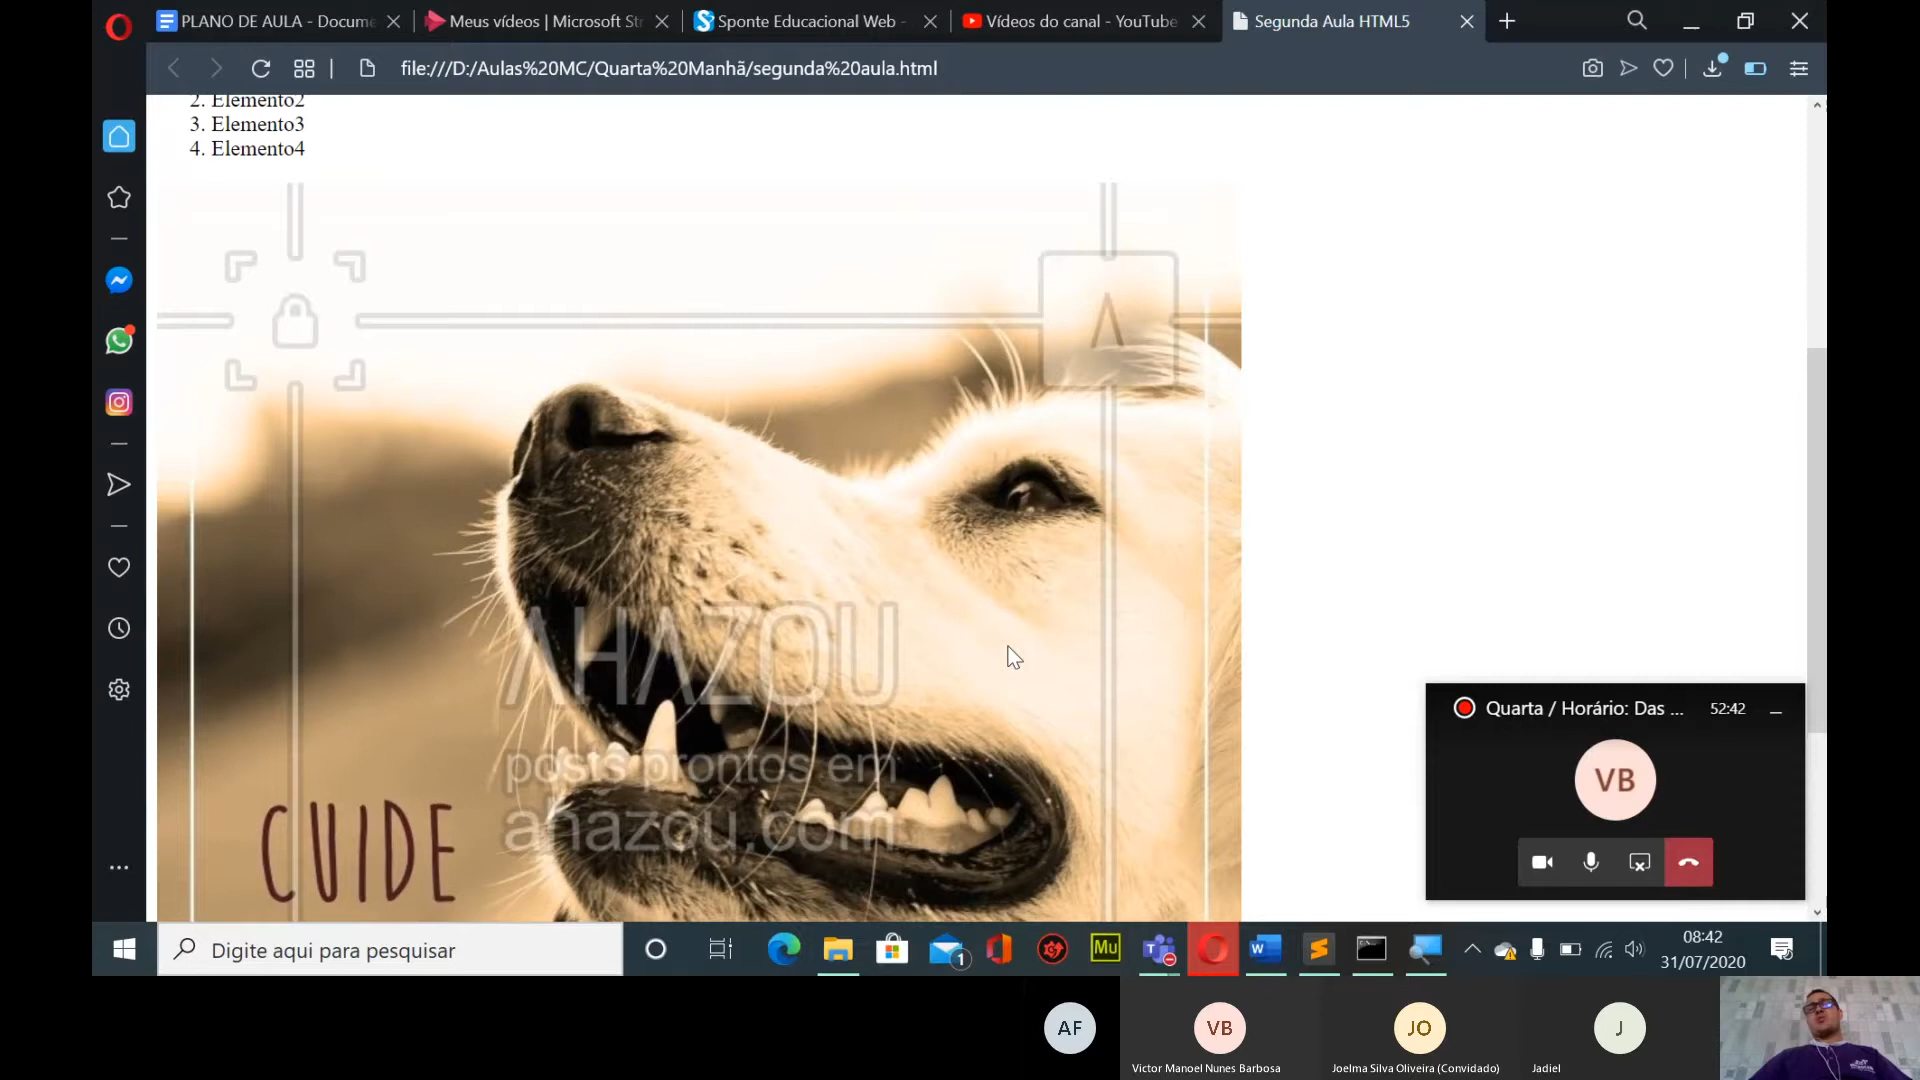 PLANO DE AULA - Docume
Meus vídeos | Microsoft Str
Sponte Educacional Web -
Vídeos do canal - YouTube
Segunda Aula HTML5
file:///D:/Aulas%20MC/Quarta%20Manhã/segunda%20aula.html
2. Elemento2
3. Elemento3
4. Elemento4
A
AHAZOU
posts prontos em
ahazou.com
CUIDE
Quarta / Horário: Das ... 52:42
VB
Digite aqui para pesquisar
1
Mu
08:42
31/07/2020
AF
VB
JO
J
Victor Manoel Nunes Barbosa
Joelma Silva Oliveira (Convidado)
Jadiel